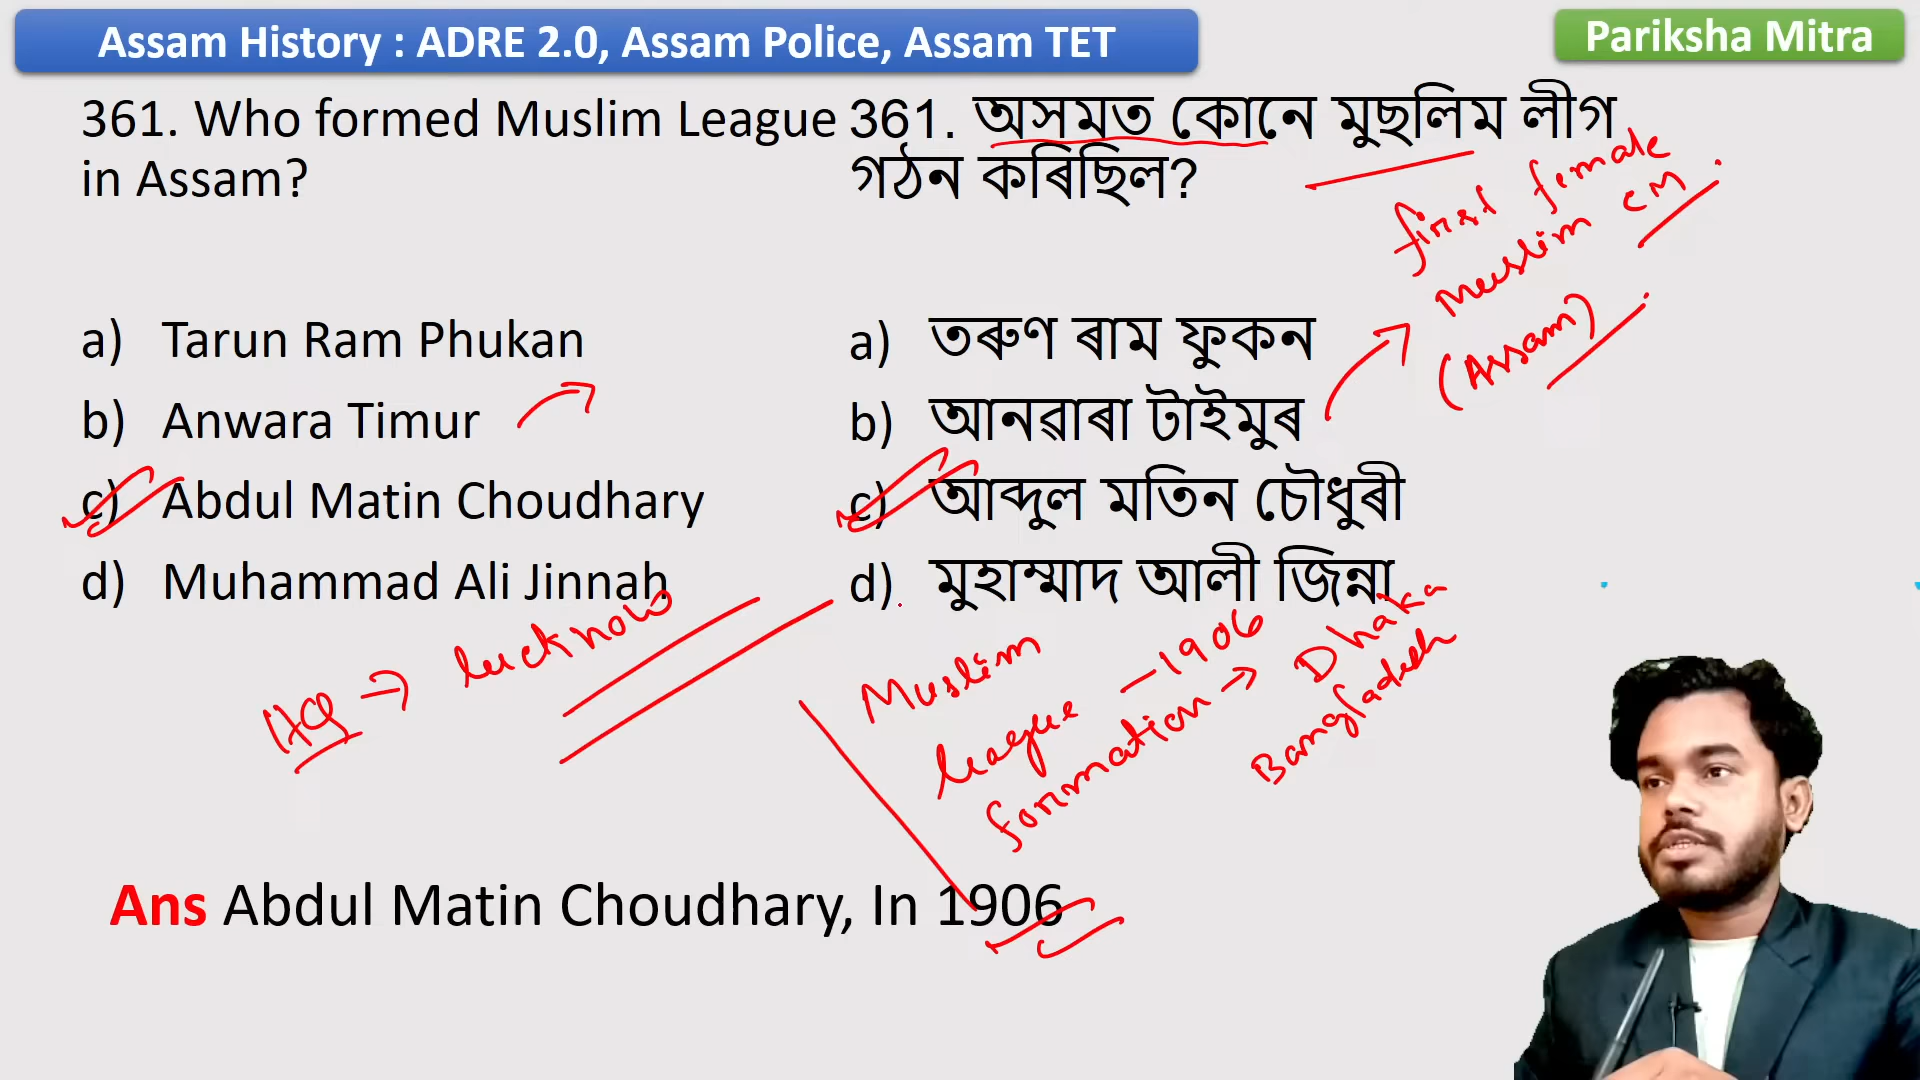 Assam History : ADRE 2.0, Assam Police, Assam TET
Pariksha Mitra
361. Who formed Muslim League
in Assam?
361. অসমত কোনে মুছলিম লীগ
গঠন কৰিছিল?
first female
Muslim CM.
(Assam)
a) Tarun Ram Phukan
b) Anwara Timur
c) Abdul Matin Choudhary
d) Muhammad Ali Jinnah
a) তৰুণ ৰাম ফুকন
b) আনৱাৰা টাইমুৰ
c) আব্দুল মতিন চৌধুৰী
d) মুহাম্মাদ আলী জিন্না
HQ → Lucknow
Muslim
League - 1906
formation → Dhaka
Bangladesh
Ans Abdul Matin Choudhary, In 1906